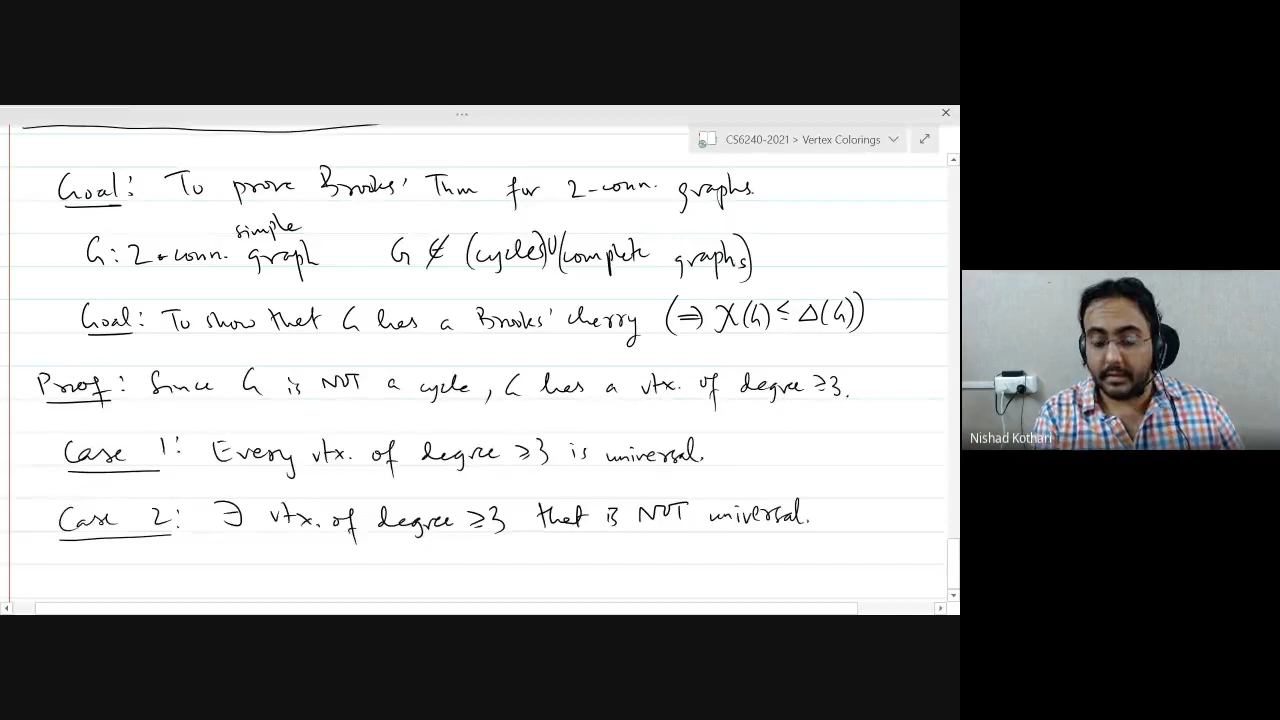 CS6240-2021 > Vertex Colorings
Goal: To prove Brooks' Thm for 2-conn. graphs.
simple
G: 2-conn. graph G ∉ (cycles) ∪ (complete graphs)
Goal: To show that G has a Brooks' cherry (⇒ χ(G) ≤ Δ(G))
Proof: Since G is NOT a cycle, G has a vtx. of degree ≥3.
Case 1: Every vtx. of degree ≥3 is universal.
Case 2: ∃ vtx. of degree ≥3 that is NOT universal.
Nishad Kothari